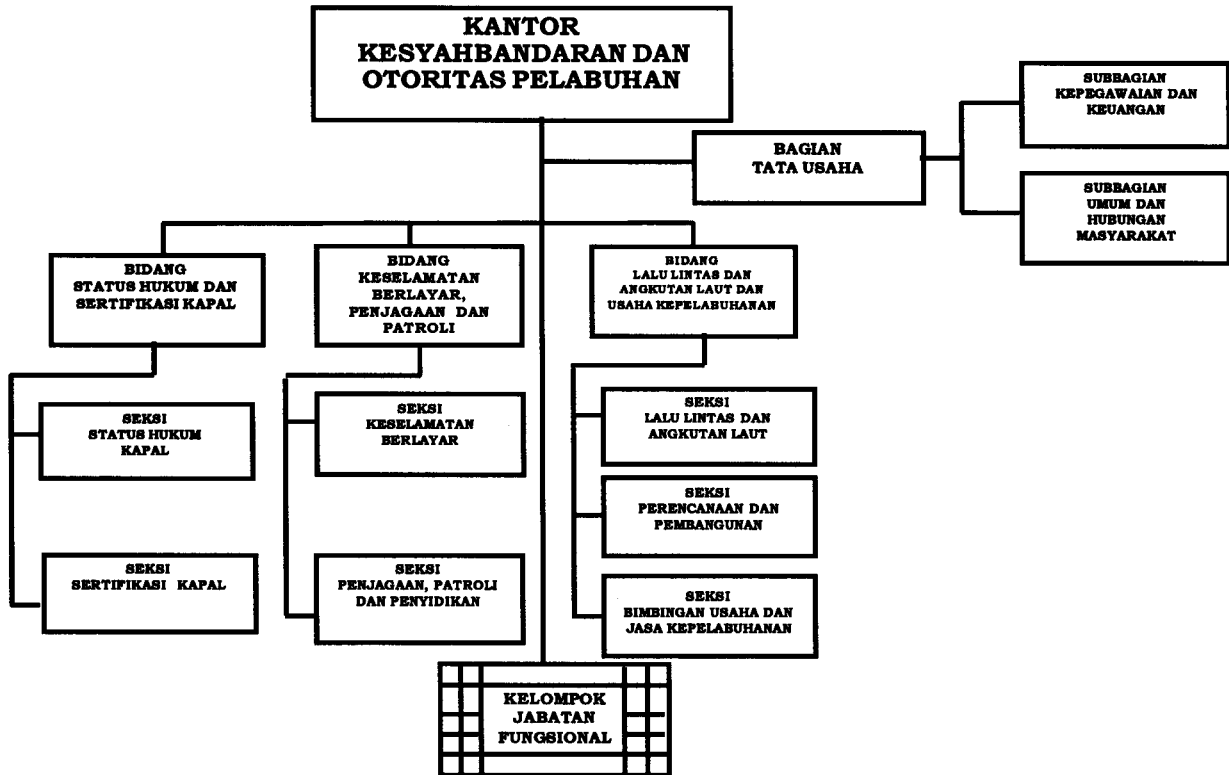 KANTOR
KESYAHBANDARAN DAN
OTORITAS PELABUHAN
SUBBAGIAN
KEPEGAWAIAN DAN
KEUANGAN
BAGIAN
TATA USAHA
SUBBAGIAN
UMUM DAN
HUBUNGAN
MASYARAKAT
BIDANG
STATUS HUKUM DAN
SERTIFIKASI KAPAL
BIDANG
KESELAMATAN
BERLAYAR,
PENJAGAAN DAN
PATROLI
BIDANG
LALU LINTAS DAN
ANGKUTAN LAUT DAN
USAHA KEPELABUHANAN
SEKSI
STATUS HUKUM
KAPAL
SEKSI
KESELAMATAN
BERLAYAR
SEKSI
LALU LINTAS DAN
ANGKUTAN LAUT
SEKSI
PERENCANAAN DAN
PEMBANGUNAN
SEKSI
SERTIFIKASI KAPAL
SEKSI
PENJAGAAN, PATROLI
DAN PENYIDIKAN
SEKSI
BIMBINGAN USAHA DAN
JASA KEPELABUHANAN
KELOMPOK
JABATAN
FUNGSIONAL